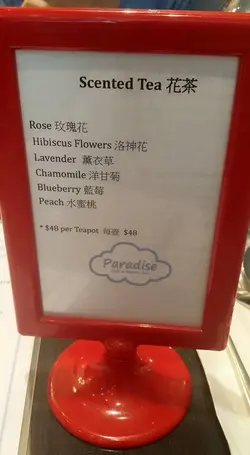 Scented Tea 花茶
Rose 玫瑰花
Hibiscus Flowers 洛神花
Lavender 薰衣草
Chamomile 洋甘菊
Blueberry 藍莓
Peach 水蜜桃
* $48 per Teapot 每壺 $48
Paradise